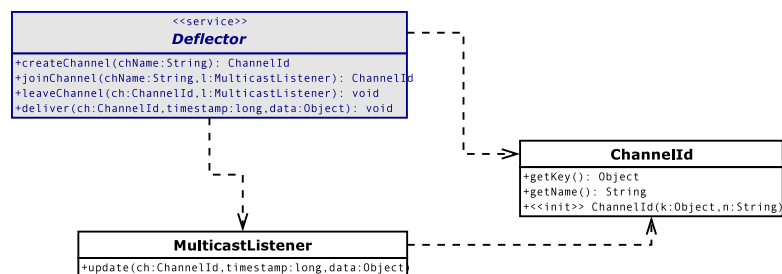 <<service>>
Deflector
+createChannel(chName:String): ChannelId
+joinChannel(chName:String,l:MulticastListener): ChannelId
+leaveChannel(ch:ChannelId,l:MulticastListener): void
+deliver(ch:ChannelId,timestamp:long,data:Object): void
ChannelId
+getKey(): Object
+getName(): String
+<<init>> ChannelId(k:Object,n:String)
MulticastListener
+update(ch:ChannelId,timestamp:long,data:Object)